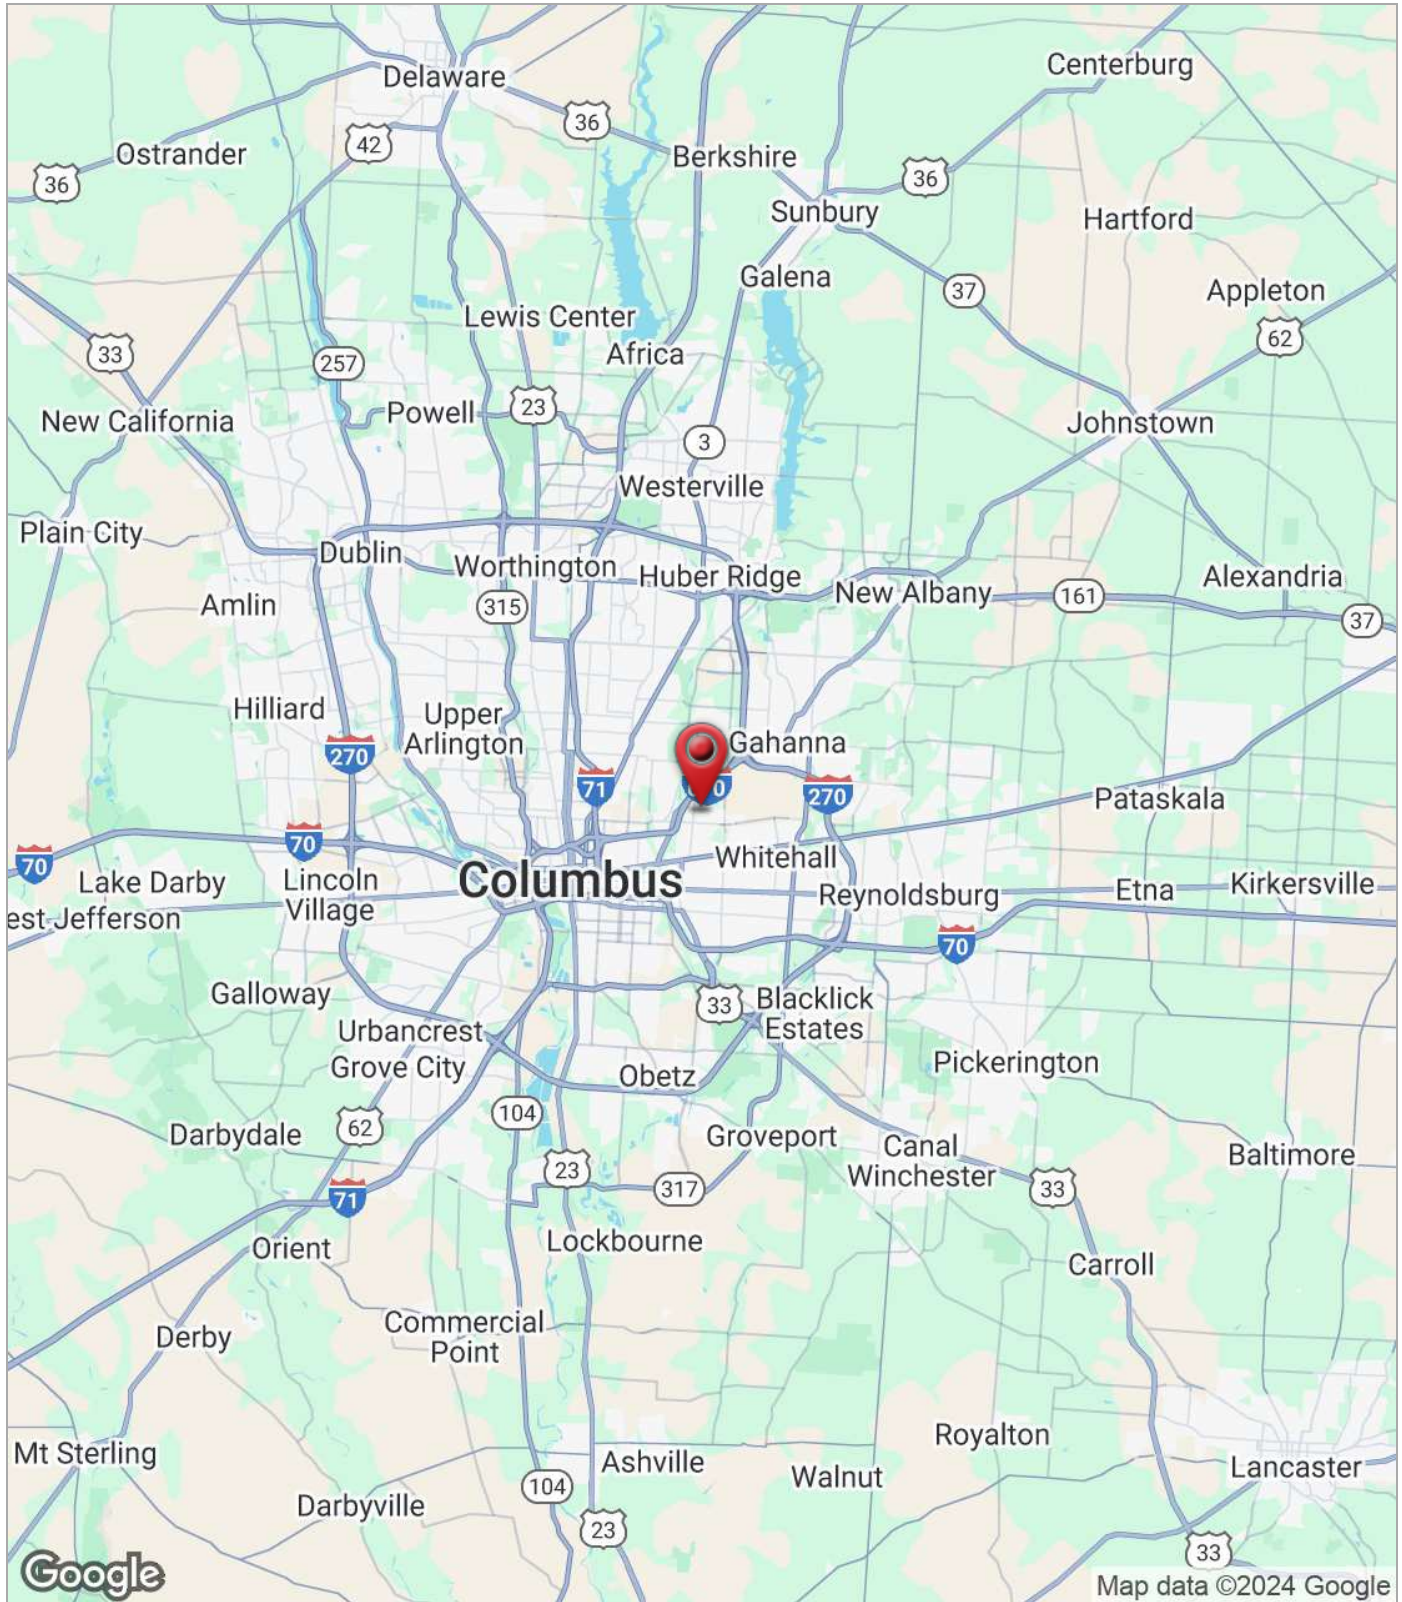 Centerburg
Delaware
36
42
Ostrander
Berkshire
36
36
Sunbury
Hartford
Galena
37
Appleton
Lewis Center
62
33
Africa
257
Powell
23
New California
Johnstown
3
Westerville
Plain City
Dublin
Worthington
Huber Ridge
Alexandria
New Albany
161
Amlin
315
37
Hilliard
Upper
Arlington
Gahanna
270
71
270
Pataskala
70
70
Whitehall
Columbus
Lake Darby
Lincoln
Village
Reynoldsburg
Etna
Kirkersville
est Jefferson
70
Galloway
33
Blacklick
Estates
Urbancrest
Grove City
Obetz
Pickerington
104
62
Darbydale
Groveport
Canal
Winchester
Baltimore
23
317
33
71
Orient
Lockbourne
Carroll
Commercial
Point
Derby
Royalton
Mt Sterling
Ashville
Walnut
Lancaster
104
Darbyville
23
33
Google
Map data ©2024 Google